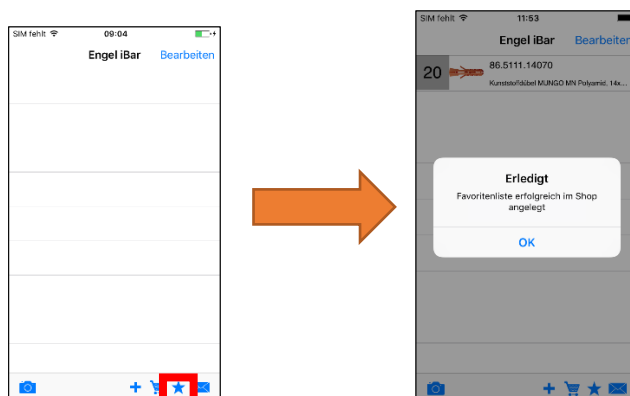 SIM fehlt 09:04
Engel iBar Bearbeiten
SIM fehlt 11:53
Engel iBar Bearbeiten
20 86.5111.14070
Kunststoffdübel MUNGO MN Polyamid, 14x...
Erledigt
Favoritenliste erfolgreich im Shop
angelegt
OK